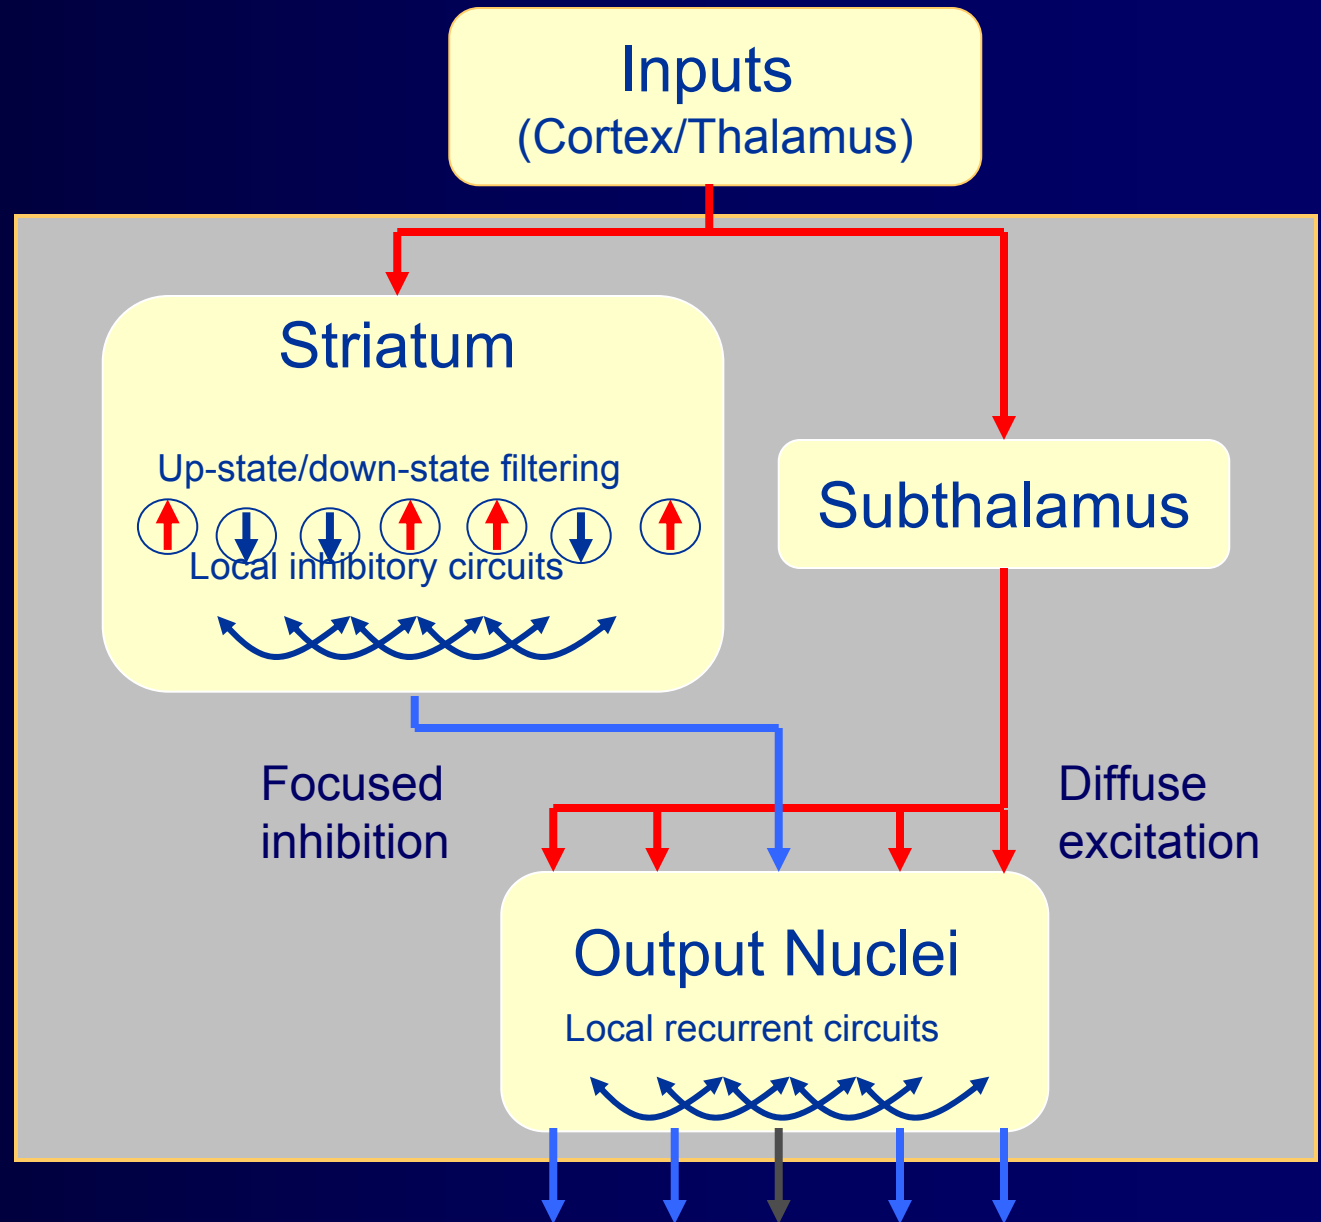 Inputs
(Cortex/Thalamus)
Striatum
Up-state/down-state filtering
Local inhibitory circuits
Subthalamus
Focused
inhibition
Diffuse
excitation
Output Nuclei
Local recurrent circuits